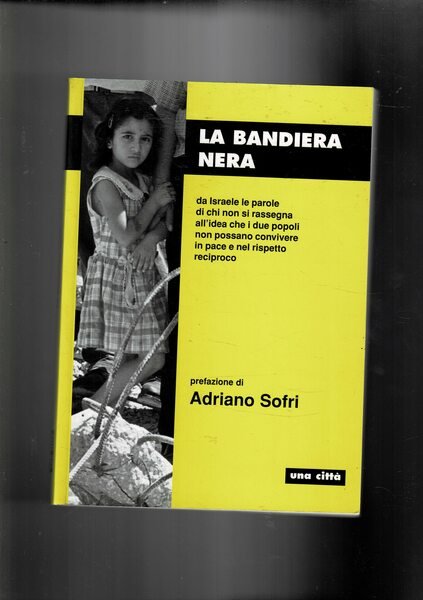 LA BANDIERA
NERA
da Israele le parole
di chi non si rassegna
all'idea che i due popoli
non possano convivere
in pace e nel rispetto
reciproco
prefazione di
Adriano Sofri
una città